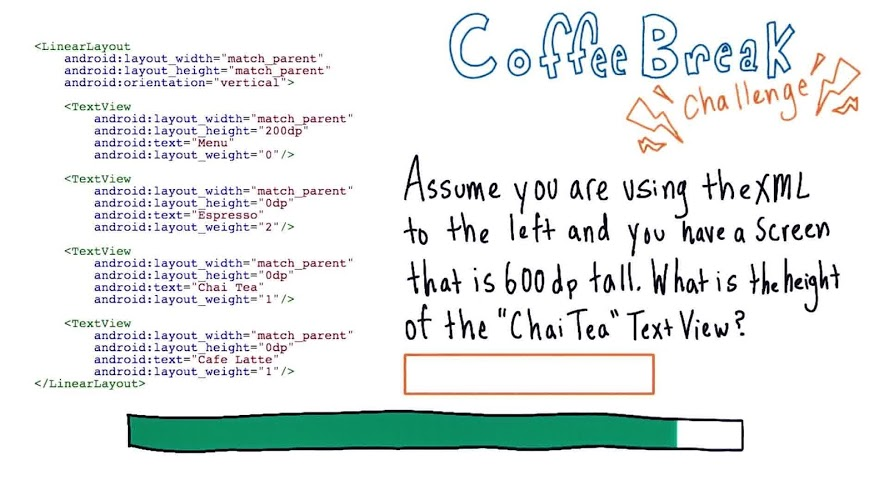 <LinearLayout
android:layout_width="match_parent"
android:layout_height="match_parent"
android:orientation="vertical">
<TextView
android:layout_width="match_parent"
android:layout_height="200dp"
android:text="Menu"
android:layout_weight="0"/>
<TextView
android:layout_width="match_parent"
android:layout_height="0dp"
android:text="Espresso"
android:layout_weight="2"/>
<TextView
android:layout_width="match_parent"
android:layout_height="0dp"
android:text="Chai Tea"
android:layout_weight="1"/>
<TextView
android:layout_width="match_parent"
android:layout_height="0dp"
android:text="Cafe Latte"
android:layout_weight="1"/>
</LinearLayout>
Coffee Break
Challenge
Assume you are using the XML
to the left and you have a screen
that is 600dp tall. What is the height
of the "Chai Tea" TextView?